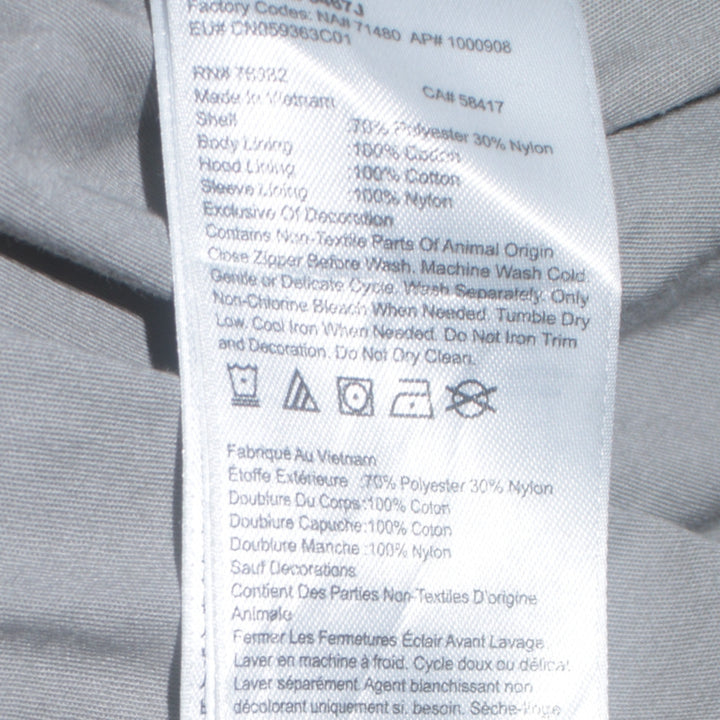 Factory Codes: NA# 71480 AP# 1000908
EU# CN059363C01
RN# 76332
CA# 58417
Made In Vietnam
Shell :70% Polyester 30% Nylon
Body Lining :100% Cotton
Hood Lining :100% Cotton
Sleeve Lining :100% Nylon
Exclusive Of Decoration
Contains Non-Textile Parts Of Animal Origin
Close Zipper Before Wash. Machine Wash Cold
Gentle or Delicate Cycle. Wash Separately. Only
Non-Chlorine Bleach When Needed. Tumble Dry
Low. Cool Iron When Needed. Do Not Iron Trim
and Decoration. Do Not Dry Clean.
Fabriqué Au Vietnam
Étoffe Extérieure :70% Polyester 30% Nylon
Doublure Du Corps:100% Coton
Doublure Capuche:100% Coton
Doublure Manche :100% Nylon
Sauf Decorations
Contient Des Parties Non-Textiles D'origine
Animale
Fermer Les Fermetures Éclair Avant Lavage
Laver en machine à froid. Cycle doux ou délicat
Laver séparément. Agent blanchissant non
décolorant uniquement si. besoin. Sèche-linge